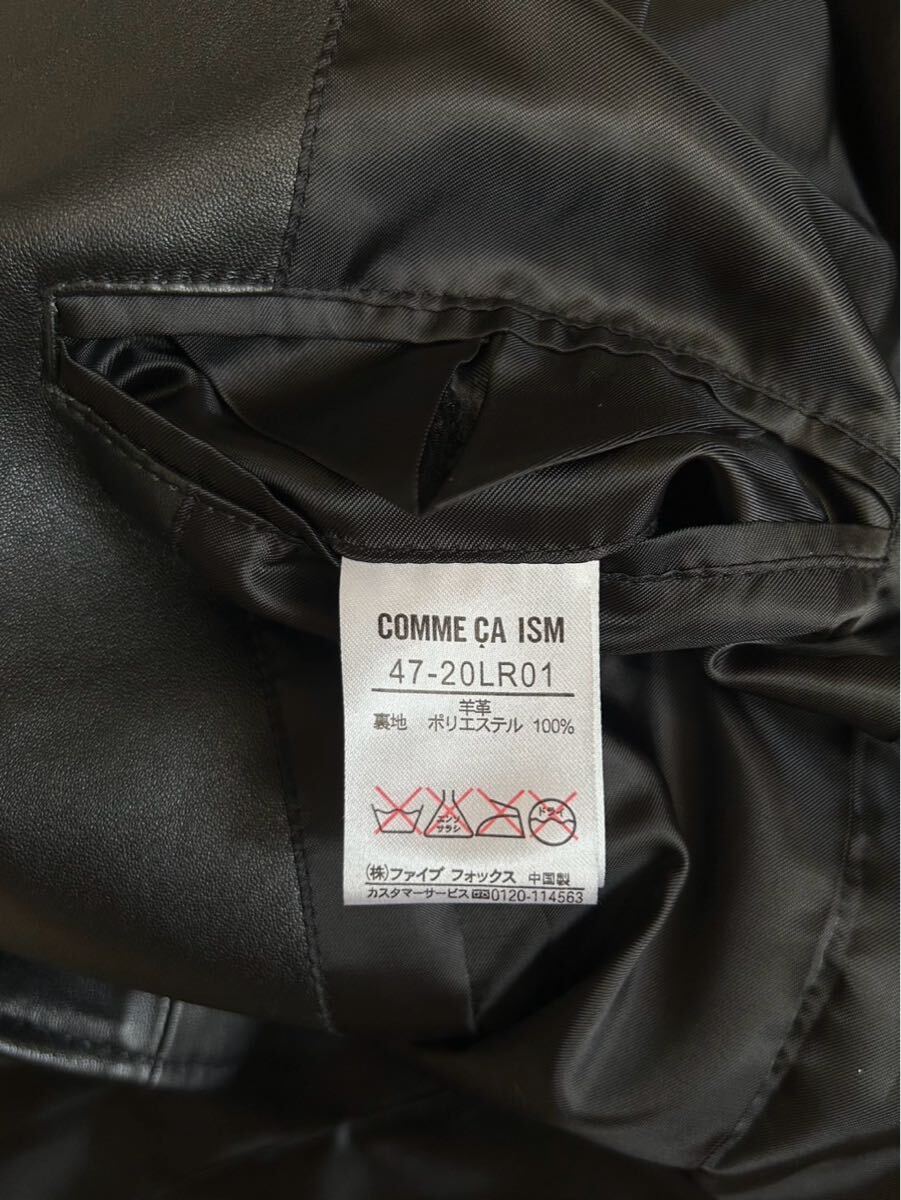 COMME ÇA ISM
47-20LR01
羊革
裏地 ポリエステル 100%
エンソ
サラシ
ドライ
(株)ファイブ フォックス 中国製
カスタマーサービス 0120-114563